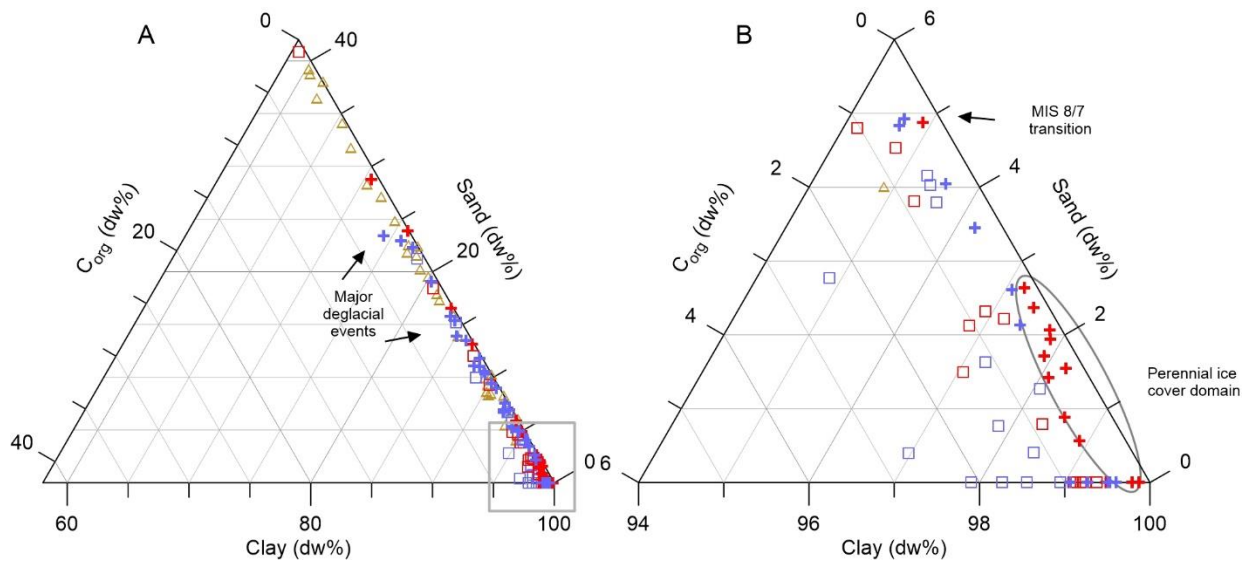 A
0
40
C_org (dw%)
20
Sand (dw%)
20
Major
deglacial
events
40
0
60
80
100
Clay (dw%)
B
0
6
MIS 8/7
transition
2
4
C_org (dw%)
Sand (dw%)
4
2
Perennial ice
cover domain
6
0
94
96
98
100
Clay (dw%)